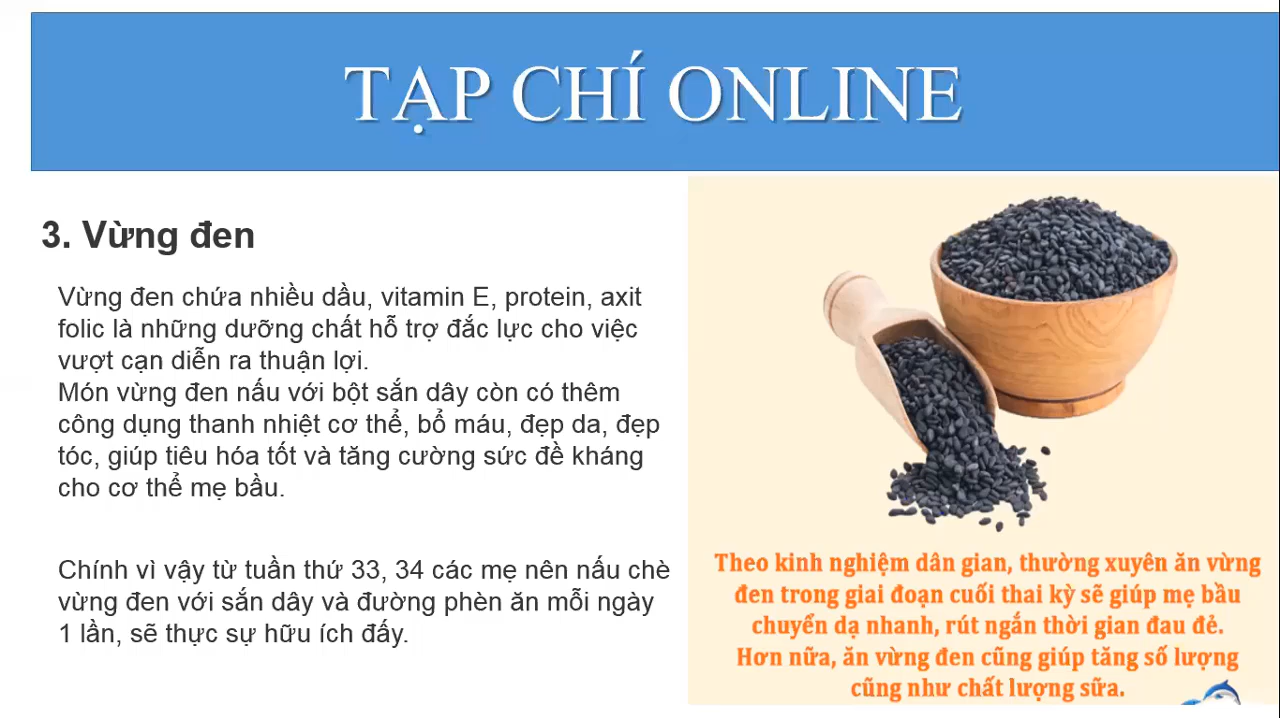 TẠP CHÍ ONLINE
3. Vừng đen
Vừng đen chứa nhiều dầu, vitamin E, protein, axit
folic là những dưỡng chất hỗ trợ đắc lực cho việc
vượt cạn diễn ra thuận lợi.
Món vừng đen nấu với bột sắn dây còn có thêm
công dụng thanh nhiệt cơ thể, bổ máu, đẹp da, đẹp
tóc, giúp tiêu hóa tốt và tăng cường sức đề kháng
cho cơ thể mẹ bầu.
Chính vì vậy từ tuần thứ 33, 34 các mẹ nên nấu chè
vừng đen với sắn dây và đường phèn ăn mỗi ngày
1 lần, sẽ thực sự hữu ích đấy.
Theo kinh nghiệm dân gian, thường xuyên ăn vừng
đen trong giai đoạn cuối thai kỳ sẽ giúp mẹ bầu
chuyển dạ nhanh, rút ngắn thời gian đau đẻ.
Hơn nữa, ăn vừng đen cũng giúp tăng số lượng
cũng như chất lượng sữa.